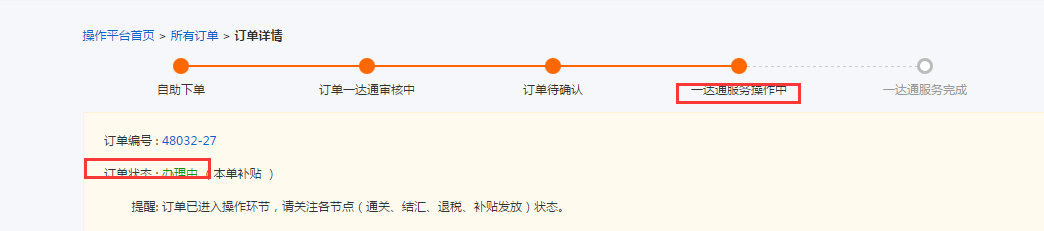 操作平台首页 > 所有订单 > 订单详情
自助下单 订单一达通审核中 订单待确认 一达通服务操作中 一达通服务完成
订单编号：48032-27
订单状态：办理中（本单补贴 ）
提醒: 订单已进入操作环节，请关注各节点（通关、结汇、退税、补贴发放）状态。